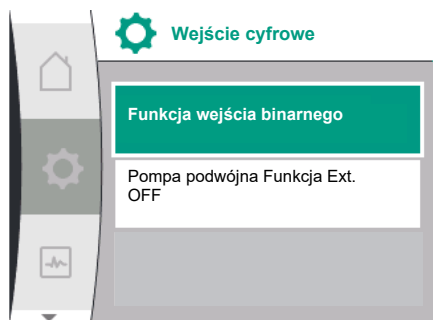 Wejście cyfrowe
Funkcja wejścia binarnego
Pompa podwójna Funkcja Ext.
OFF